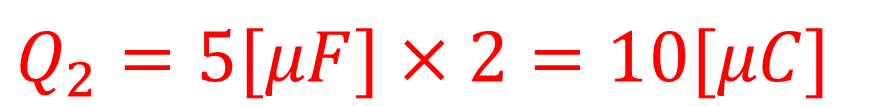 Q₂ = 5[μF] × 2 = 10[μC]